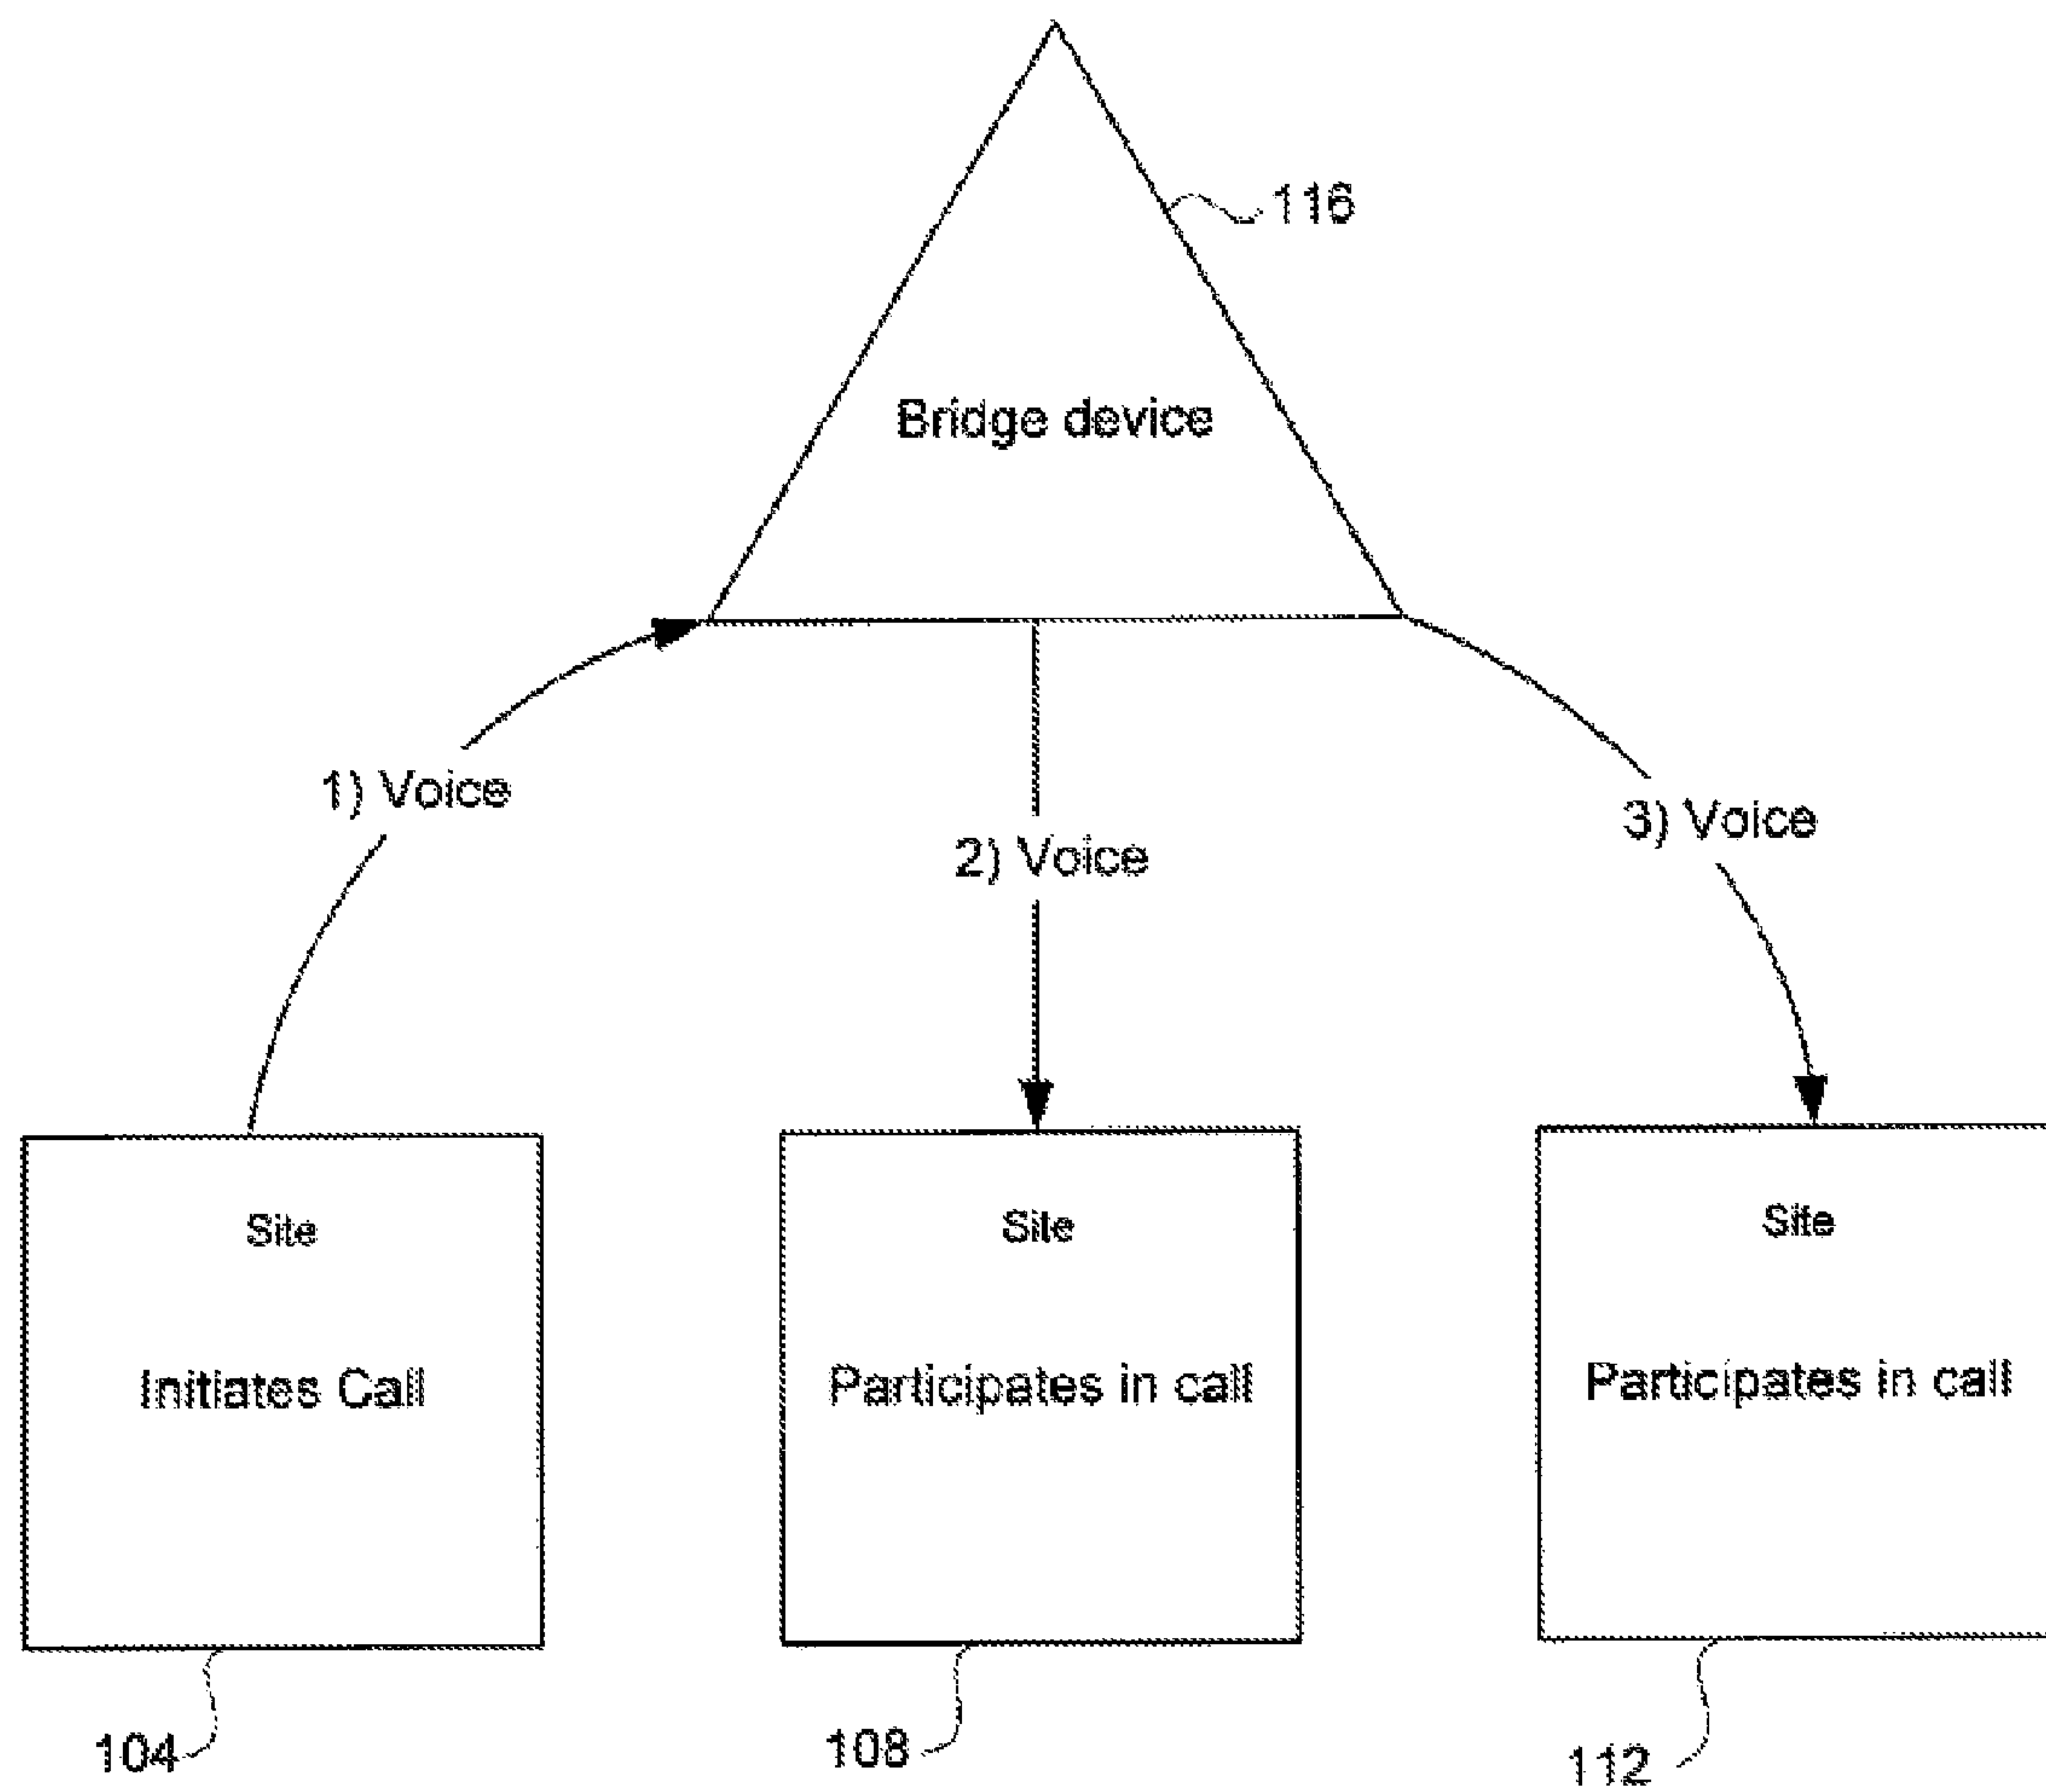 116
Bridge device
1) Voice
2) Voice
3) Voice
Site
Initiates Call
Site
Participates in call
Site
Participates in call
104
108
112